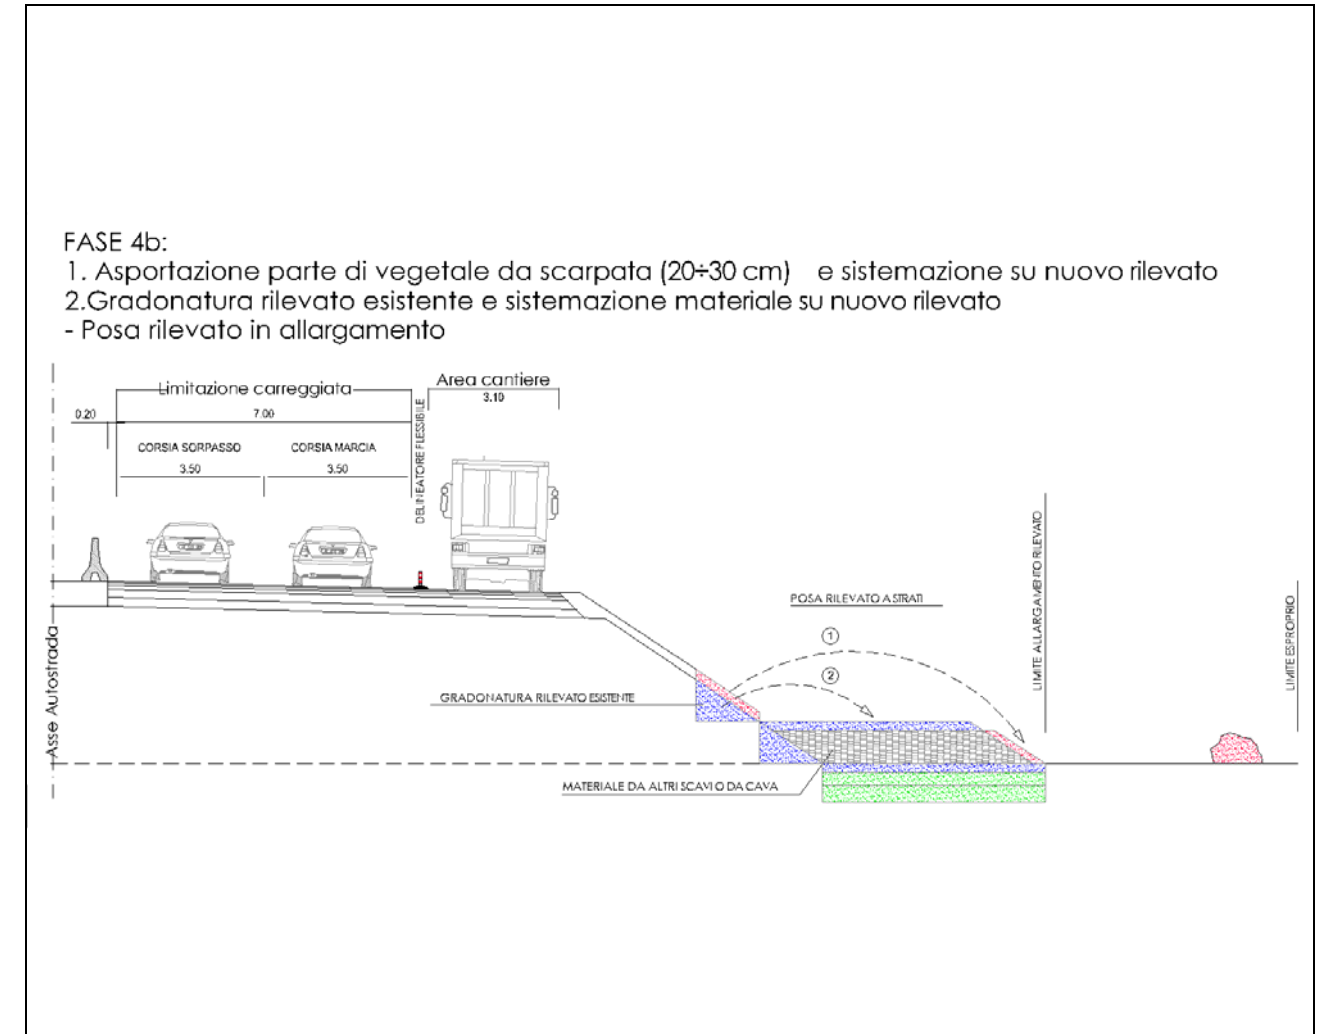 FASE 4b:
1. Asportazione parte di vegetale da scarpata (20÷30 cm) e sistemazione su nuovo rilevato
2.Gradonatura rilevato esistente e sistemazione materiale su nuovo rilevato
- Posa rilevato in allargamento
Limitazione carreggiata
Area cantiere
3.10
0.20
7.00
DELINEATORE FLESSIBILE
CORSIA SORPASSO
CORSIA MARCIA
3.50
3.50
LIMITE ALLARGAMENTO RILEVATO
LIMITE ESPROPRIO
POSA RILEVATO A STRATI
1
2
Asse Autostrada
GRADONATURA RILEVATO ESISTENTE
MATERIALE DA ALTRI SCAVI O DA CAVA